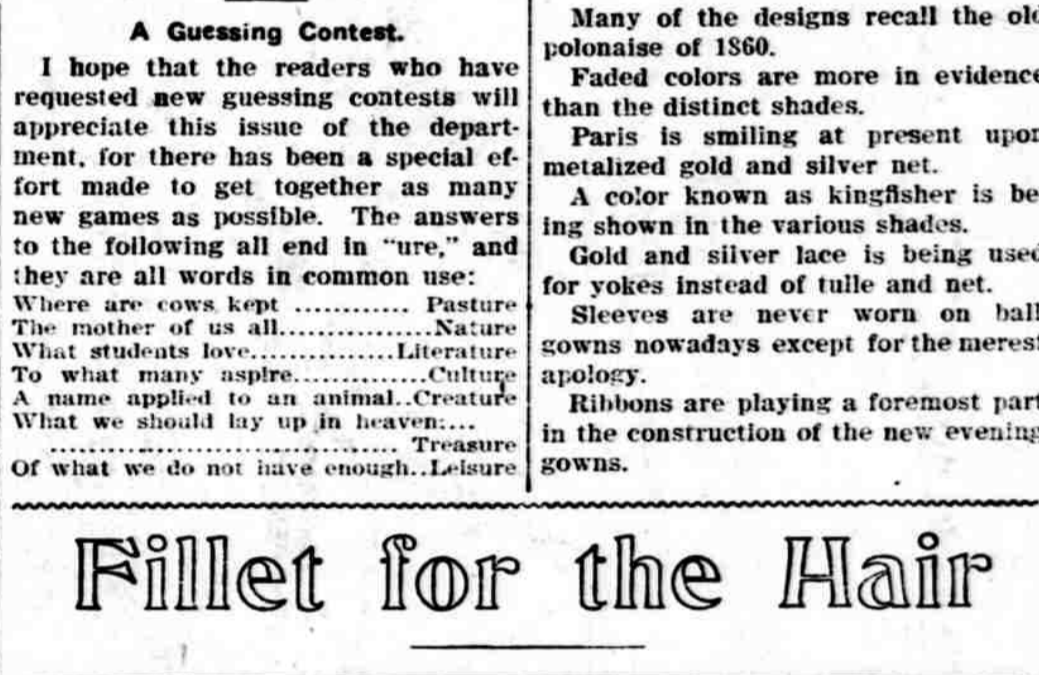 A Guessing Contest.
I hope that the readers who have
requested new guessing contests will
appreciate this issue of the depart-
ment, for there has been a special ef-
fort made to get together as many
new games as possible. The answers
to the following all end in "ure," and
they are all words in common use:
Where are cows kept ............ Pasture
The mother of us all................Nature
What students love...............Literature
To what many aspire..............Culture
A name applied to an animal..Creature
What we should lay up in heaven....
.................................... Treasure
Of what we do not have enough..Leisure
Many of the designs recall the old
polonaise of 1860.
Faded colors are more in evidence
than the distinct shades.
Paris is smiling at present upon
metalized gold and silver net.
A color known as kingfisher is be
ing shown in the various shades.
Gold and silver lace is being used
for yokes instead of tulle and net.
Sleeves are never worn on ball
gowns nowadays except for the merest
apology.
Ribbons are playing a foremost part
in the construction of the new evening
gowns.
Fillet for the Hair